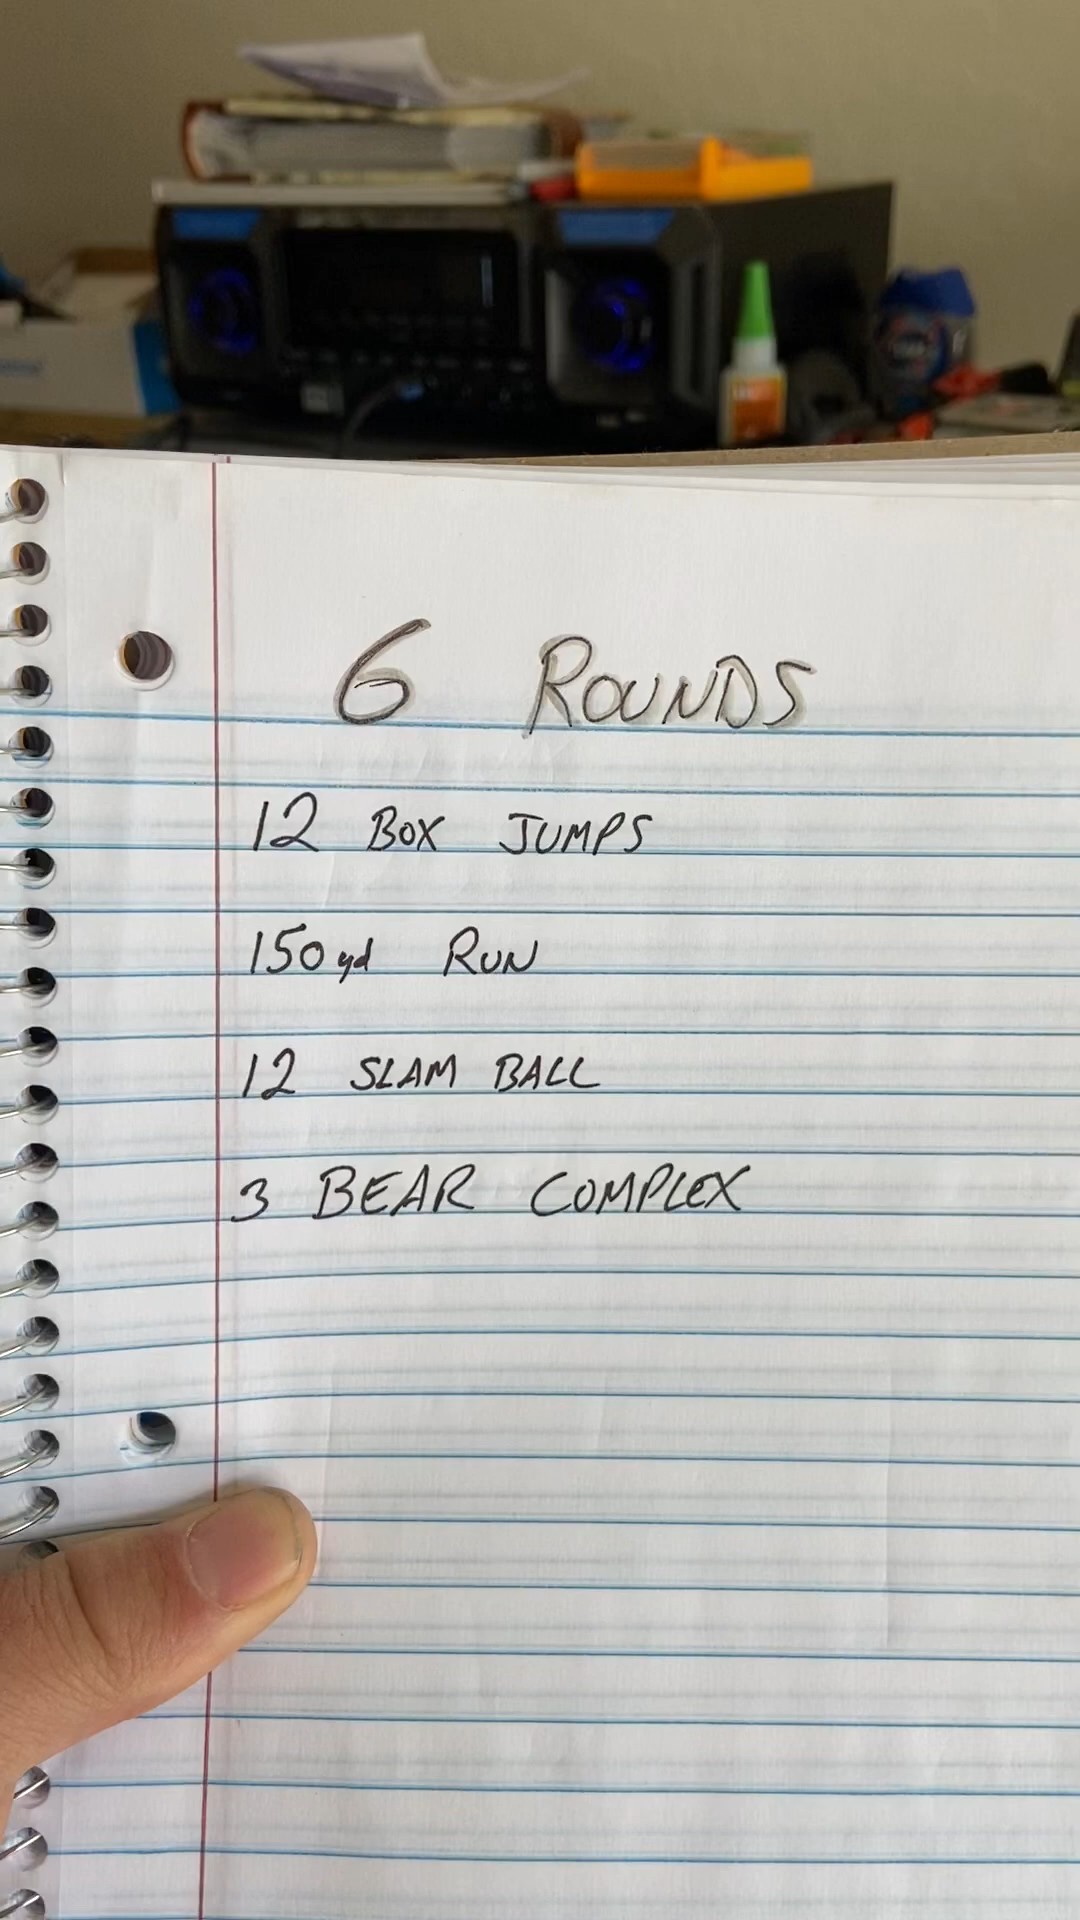 6 ROUNDS
12 BOX JUMPS
150yd RUN
12 SLAM BALL
3 BEAR COMPLEX